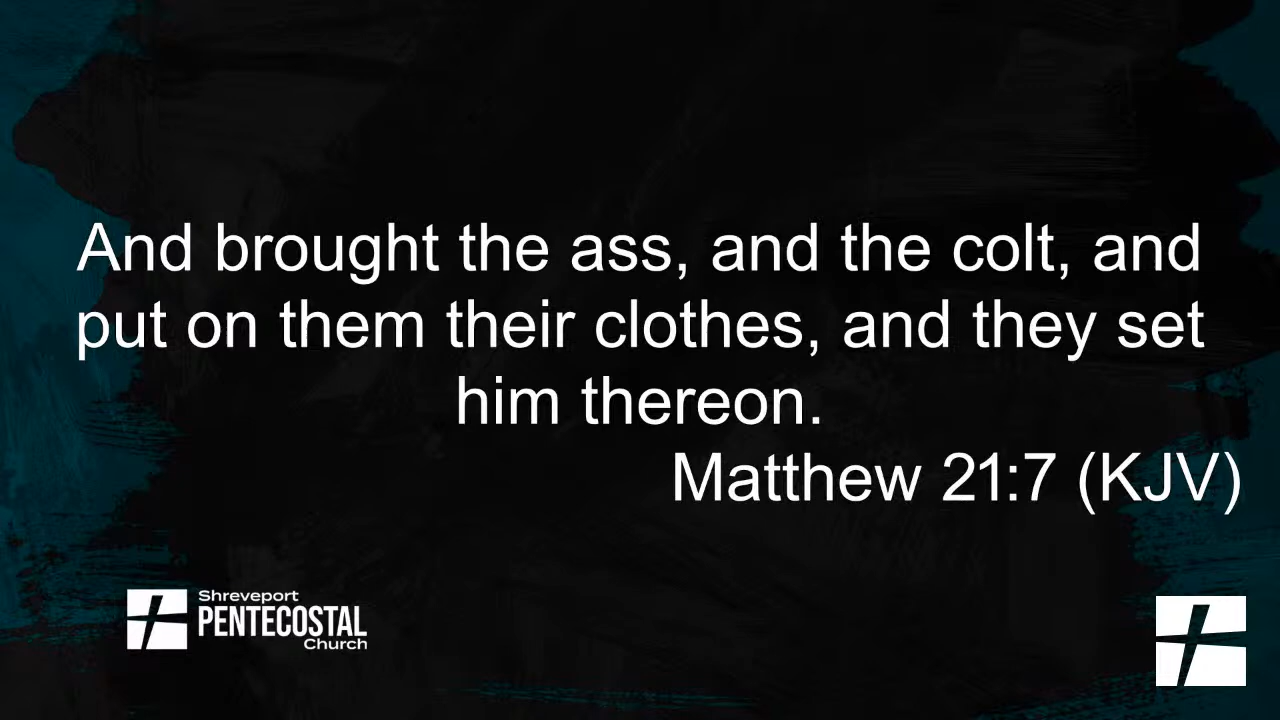 And brought the ass, and the colt, and
put on them their clothes, and they set
him thereon.
Matthew 21:7 (KJV)
Shreveport
PENTECOSTAL
Church